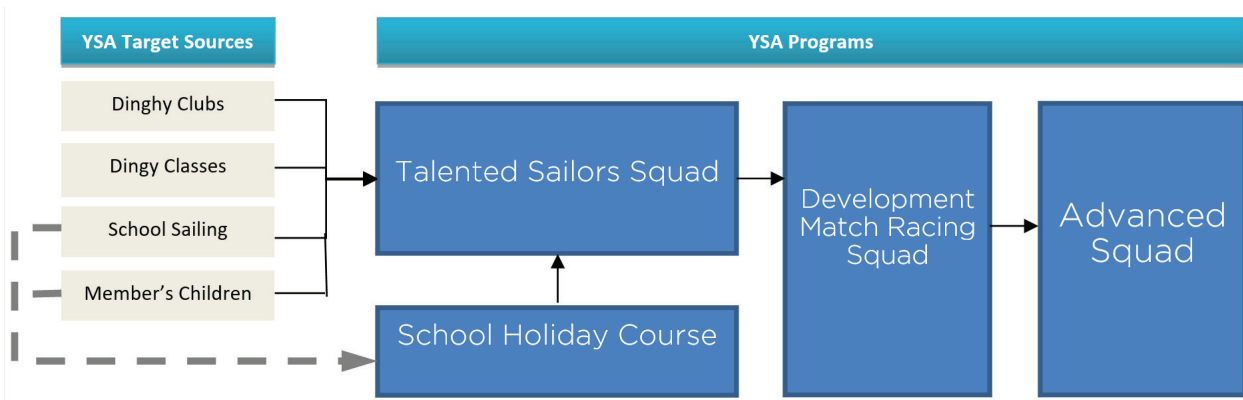 YSA Target Sources
YSA Programs
Dinghy Clubs
Dingy Classes
School Sailing
Member's Children
Talented Sailors Squad
School Holiday Course
Development
Match Racing
Squad
Advanced
Squad